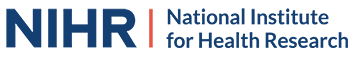 NIHR | National Institute
for Health Research